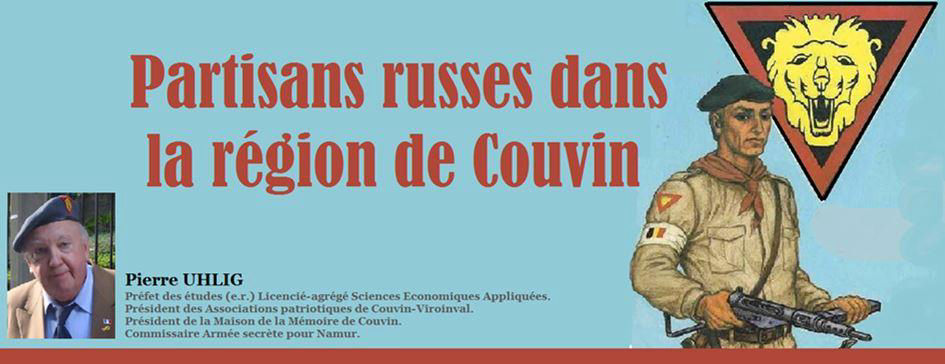 Partisans russes dans
la région de Couvin
Pierre UHLIG
Préfet des études (e.r.) Licencié-agrégé Sciences Economiques Appliquées.
Président des Associations patriotiques de Couvin-Viroinval.
Président de la Maison de la Mémoire de Couvin.
Commissaire Armée secrète pour Namur.